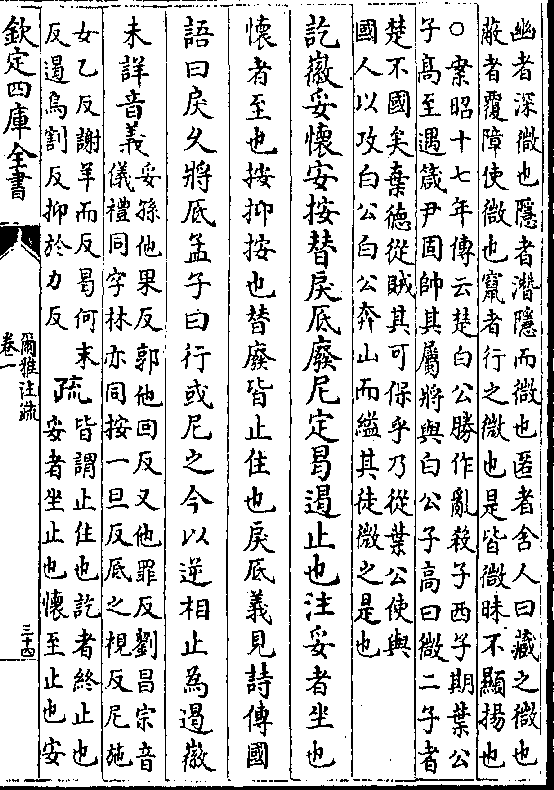 幽者深微也隱者潛隱而微也匿者舍人曰藏之微也
蔽者覆障使微也竄者行之微也是皆微昧不顯揚也
○案昭十七年傳云楚白公勝作亂殺子西子期葉公
子髙至遇箴尹固帥其屬將與白公子高曰微二子者
楚不國矣棄德從賊其可保乎乃從葉公使與
國人以攻白公白公奔山而縊其徒微之是也
訖徽妥懷安按替戾厎廢尼定曷遏止也注妥者坐也
懷者至也按抑按也替廢皆止住也戾厎義見詩傳國
語曰戾久將厎孟子曰行或尼之今以逆相止為遏徽
未詳音義
妥孫他果反郭他回反又他罪反劉昌宗音
儀禮同字林亦同按一旦反厎之視反尼施
女乙反謝羊而反曷何末
反遏烏割反抑於力反
疏
皆謂止住也訖者終止也
妥者坐止也懷至止也安
欽定四庫全書
爾雅注疏
卷一
三十四